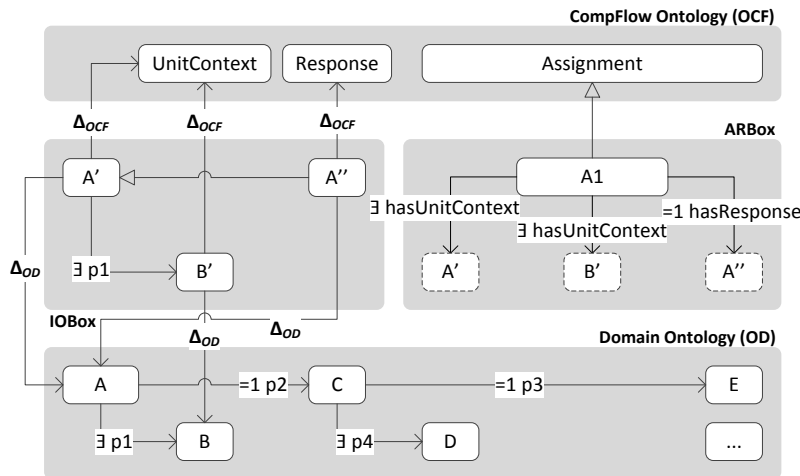 CompFlow Ontology (OCF)
UnitContext
Response
Assignment
ΔOCF
ΔOCF
ΔOCF
ARBox
A'
A''
A1
∃ hasUnitContext
∃ hasUnitContext
=1 hasResponse
∃ p1
B'
A'
B'
A''
ΔOD
IOBox
ΔOD
ΔOD
Domain Ontology (OD)
A
=1 p2
C
=1 p3
E
∃ p1
B
∃ p4
D
...